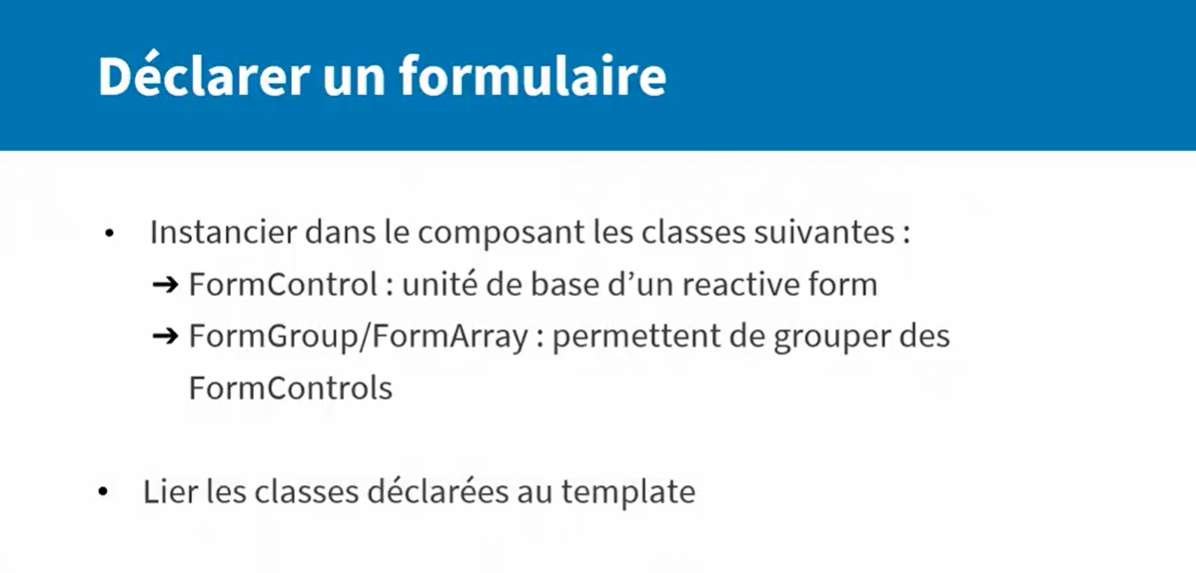 Déclarer un formulaire
• Instancier dans le composant les classes suivantes :
➔ FormControl : unité de base d’un reactive form
➔ FormGroup/FormArray : permettent de grouper des
FormControls
• Lier les classes déclarées au template